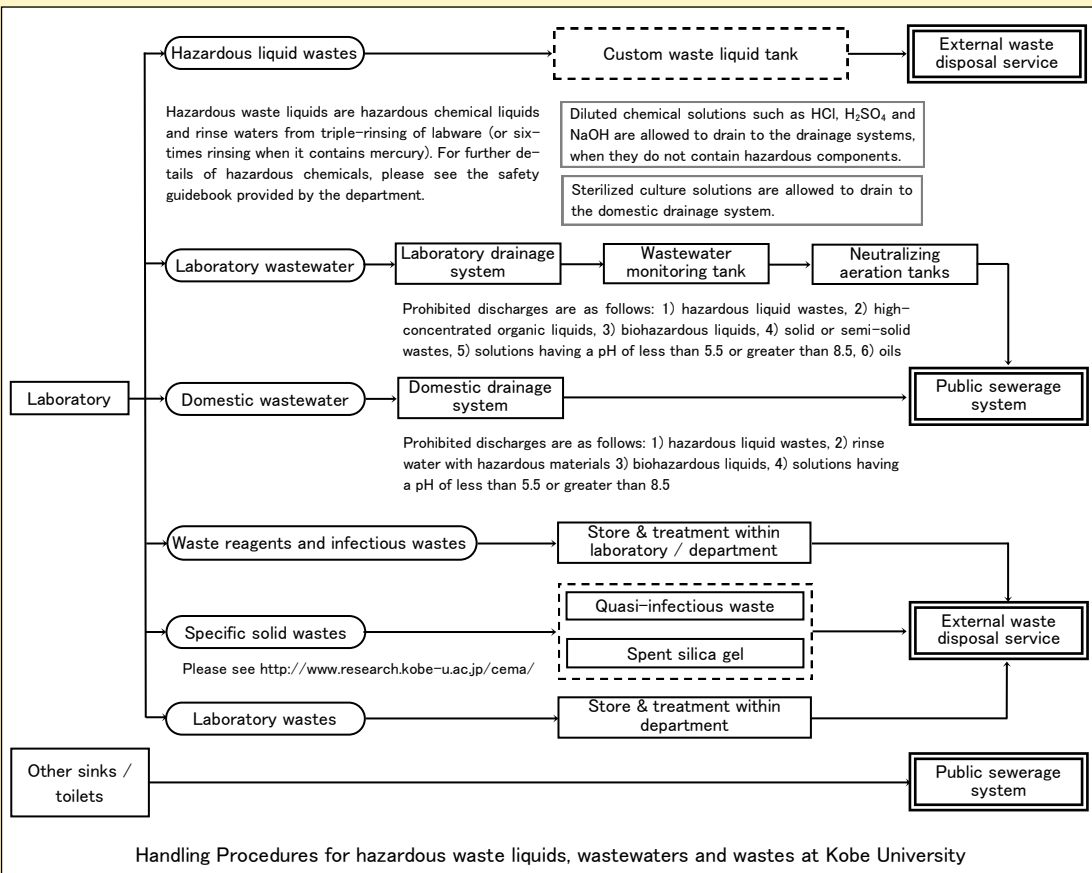 Hazardous liquid wastes
Custom waste liquid tank
External waste
disposal service
Hazardous waste liquids are hazardous chemical liquids
and rinse waters from triple-rinsing of labware (or six-
times rinsing when it contains mercury). For further de-
tails of hazardous chemicals, please see the safety
guidebook provided by the department.
Diluted chemical solutions such as HCl, H₂SO₄ and
NaOH are allowed to drain to the drainage systems,
when they do not contain hazardous components.
Sterilized culture solutions are allowed to drain to
the domestic drainage system.
Laboratory wastewater
Laboratory drainage
system
Wastewater
monitoring tank
Neutralizing
aeration tanks
Prohibited discharges are as follows: 1) hazardous liquid wastes, 2) high-
concentrated organic liquids, 3) biohazardous liquids, 4) solid or semi-solid
wastes, 5) solutions having a pH of less than 5.5 or greater than 8.5, 6) oils
Laboratory
Domestic wastewater
Domestic drainage
system
Public sewerage
system
Prohibited discharges are as follows: 1) hazardous liquid wastes, 2) rinse
water with hazardous materials 3) biohazardous liquids, 4) solutions having
a pH of less than 5.5 or greater than 8.5
Waste reagents and infectious wastes
Store & treatment within
laboratory / department
Specific solid wastes
Quasi-infectious waste
Spent silica gel
External waste
disposal service
Please see http://www.research.kobe-u.ac.jp/cema/
Laboratory wastes
Store & treatment within
department
Other sinks /
toilets
Public sewerage
system
Handling Procedures for hazardous waste liquids, wastewaters and wastes at Kobe University